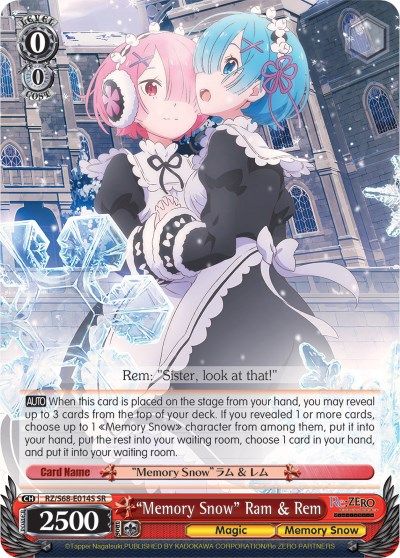 LEVEL
0
0
COST
Rem: "Sister, look at that!"
AUTO When this card is placed on the stage from your hand, you may reveal
up to 3 cards from the top of your deck. If you revealed 1 or more cards,
choose up to 1 «Memory Snow» character from among them, put it into
your hand, put the rest into your waiting room, choose 1 card in your hand,
and put it into your waiting room.
Card Name "Memory Snow" ラム & レム
CH RZ/S68-E014S SR
POWER 2500
"Memory Snow" Ram & Rem
Re:ZERO
Magic Memory Snow
©Tappei Nagatsuki,PUBLISHED BY KADOKAWA CORPORATION/Re:ZERO PARTNERS